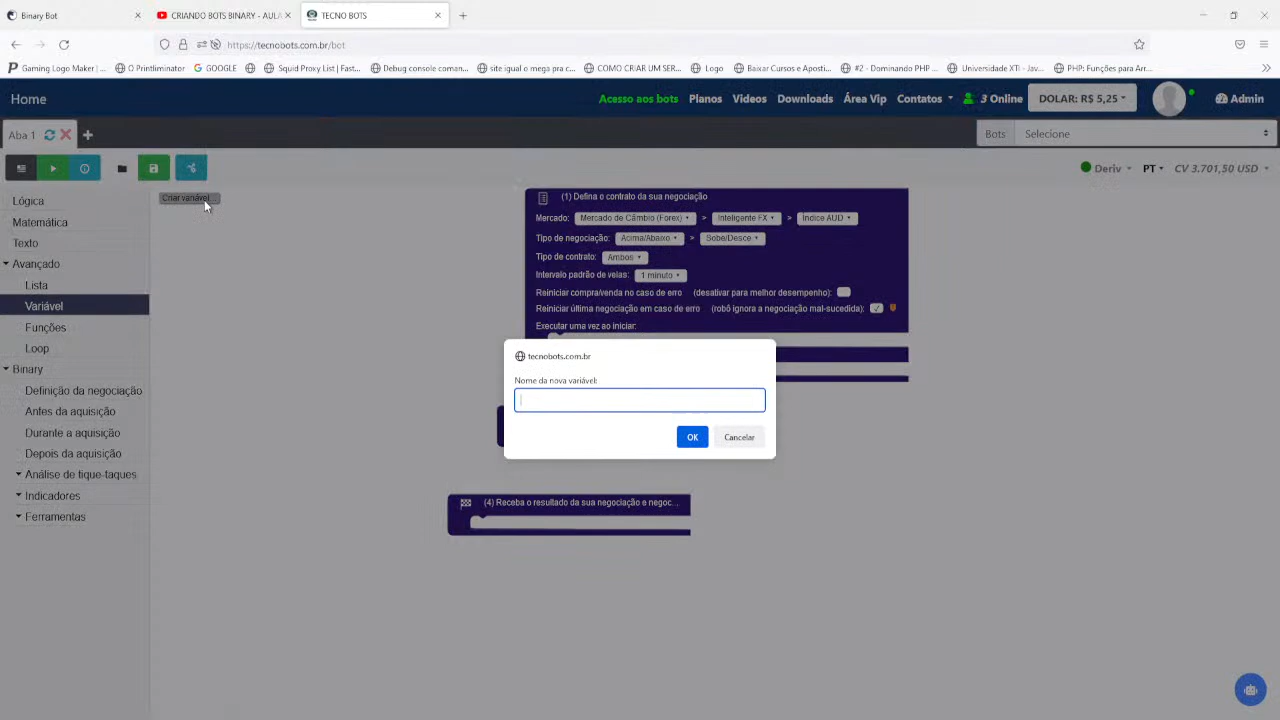 Binary Bot
CRIANDO BOTS BINARY - AULA
TECNO BOTS
https://tecnobots.com.br/bot
Gaming Logo Maker |
O Printliminator
GOOGLE
Squid Proxy List | Fast...
Debug console coman...
site igual o mega pra c...
COMO CRIAR UM SER...
Logo
Baixar Cursos e Aposti...
#2 - Dominando PHP ...
Universidade XTI - Jav...
PHP: Funções para Arr...
Home
Acesso aos bots
Planos
Videos
Downloads
Área Vip
Contatos
3 Online
DOLAR: R$ 5,25
Admin
Aba 1
Bots
Selecione
Deriv
PT
CV 3.701,50 USD
Lógica
Matemática
Texto
Avançado
Lista
Variável
Funções
Loop
Binary
Definição da negociação
Antes da aquisição
Durante a aquisição
Depois da aquisição
Análise de tique-taques
Indicadores
Ferramentas
Criar variável...
(1) Defina o contrato da sua negociação
Mercado: Mercado de Câmbio (Forex) > Inteligente FX > Índice AUD
Tipo de negociação: Acima/Abaixo > Sobe/Desce
Tipo de contrato: Ambos
Intervalo padrão de velas: 1 minuto
Reiniciar compra/venda no caso de erro (desativar para melhor desempenho):
Reiniciar última negociação em caso de erro (robô ignora a negociação mal-sucedida):
Executar uma vez ao iniciar:
tecnobots.com.br
Nome da nova variável:
OK
Cancelar
(4) Receba o resultado da sua negociação e negoc...